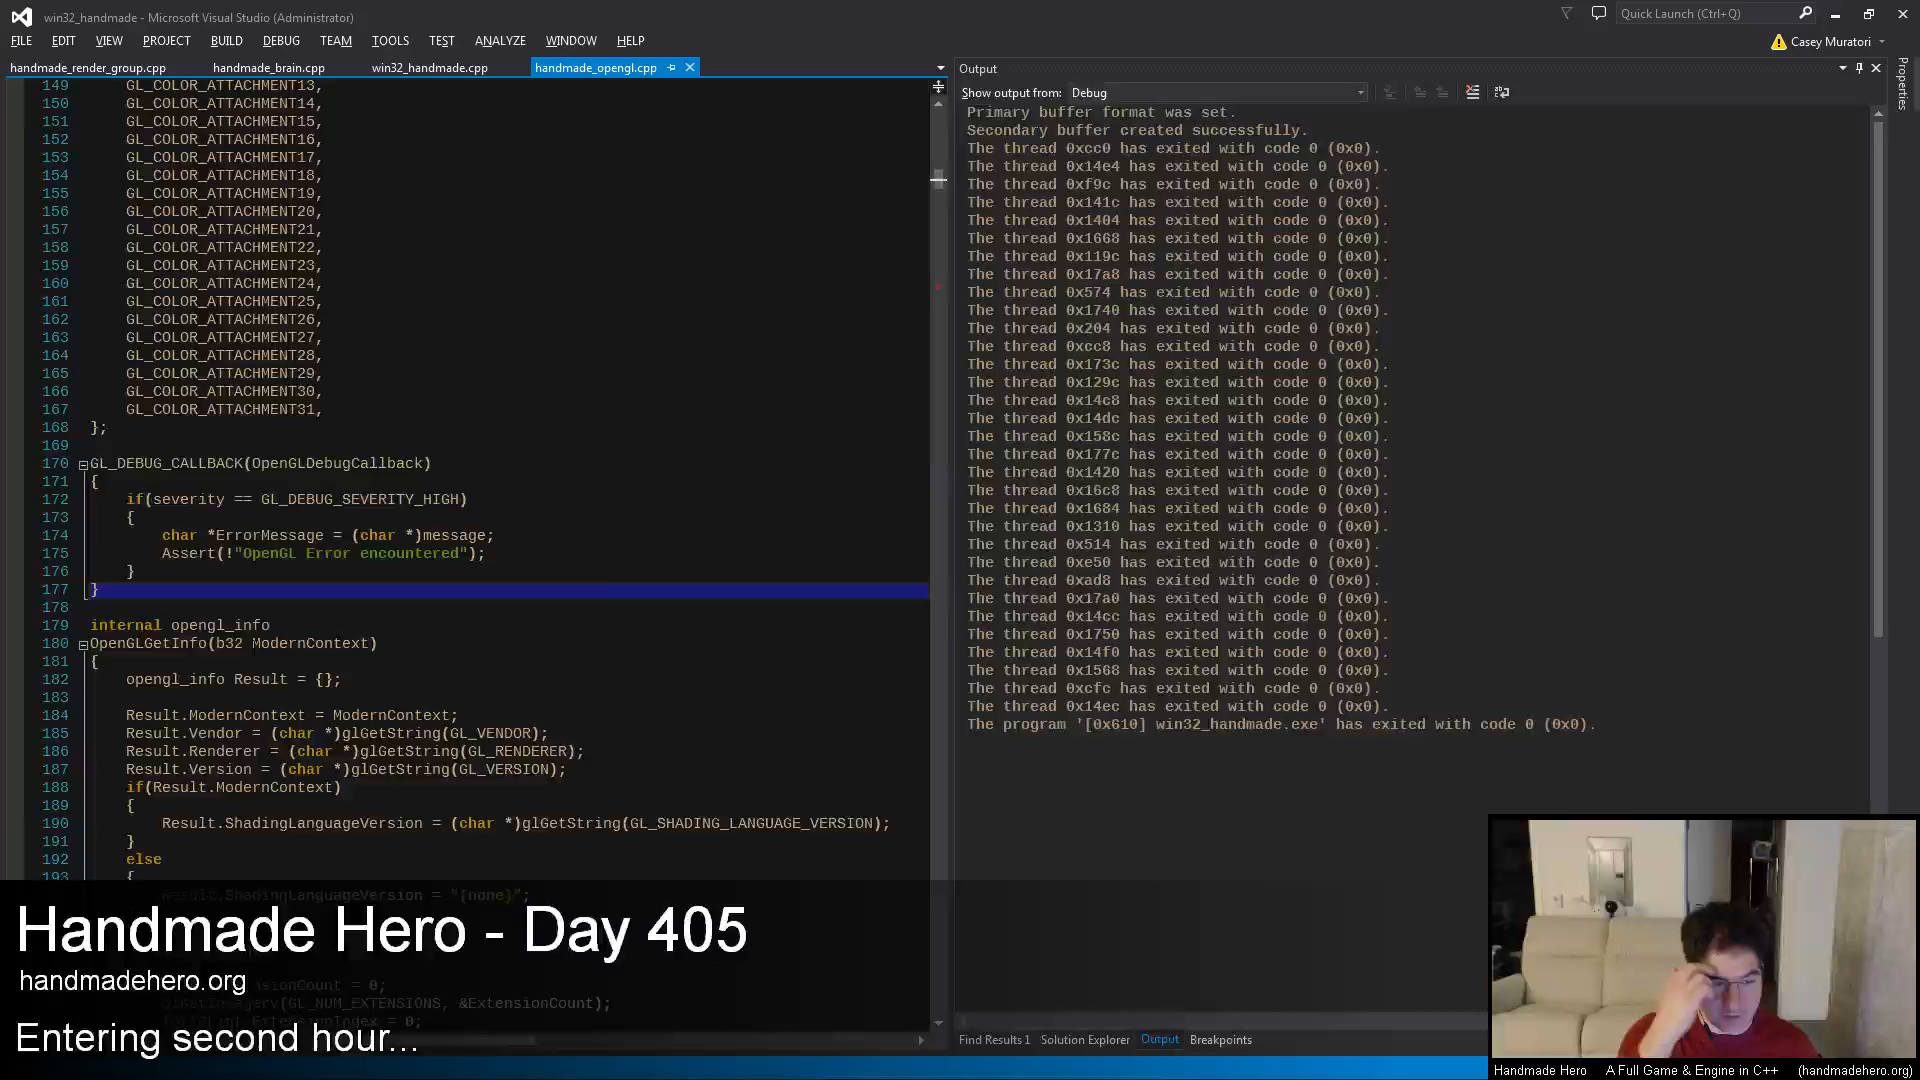 win32_handmade - Microsoft Visual Studio (Administrator)
Quick Launch (Ctrl+Q)
FILE EDIT VIEW PROJECT BUILD DEBUG TEAM TOOLS TEST ANALYZE WINDOW HELP
Casey Muratori
handmade_render_group.cpp handmade_brain.cpp win32_handmade.cpp handmade_opengl.cpp
149 GL_COLOR_ATTACHMENT13,
150 GL_COLOR_ATTACHMENT14,
151 GL_COLOR_ATTACHMENT15,
152 GL_COLOR_ATTACHMENT16,
153 GL_COLOR_ATTACHMENT17,
154 GL_COLOR_ATTACHMENT18,
155 GL_COLOR_ATTACHMENT19,
156 GL_COLOR_ATTACHMENT20,
157 GL_COLOR_ATTACHMENT21,
158 GL_COLOR_ATTACHMENT22,
159 GL_COLOR_ATTACHMENT23,
160 GL_COLOR_ATTACHMENT24,
161 GL_COLOR_ATTACHMENT25,
162 GL_COLOR_ATTACHMENT26,
163 GL_COLOR_ATTACHMENT27,
164 GL_COLOR_ATTACHMENT28,
165 GL_COLOR_ATTACHMENT29,
166 GL_COLOR_ATTACHMENT30,
167 GL_COLOR_ATTACHMENT31,
168 };
169
170 GL_DEBUG_CALLBACK(OpenGLDebugCallback)
171 {
172 if(severity == GL_DEBUG_SEVERITY_HIGH)
173 {
174 char *ErrorMessage = (char *)message;
175 Assert(!"OpenGL Error encountered");
176 }
177 }
178
179 internal opengl_info
180 OpenGLGetInfo(b32 ModernContext)
181 {
182 opengl_info Result = {};
183
184 Result.ModernContext = ModernContext;
185 Result.Vendor = (char *)glGetString(GL_VENDOR);
186 Result.Renderer = (char *)glGetString(GL_RENDERER);
187 Result.Version = (char *)glGetString(GL_VERSION);
188 if(Result.ModernContext)
189 {
190 Result.ShadingLanguageVersion = (char *)glGetString(GL_SHADING_LANGUAGE_VERSION);
191 }
192 else
193 {
Result.ShadingLanguageVersion = "(none)";
Handmade Hero - Day 405
handmadehero.org
(GL_NUM_EXTENSIONS, &ExtensionCount);
Entering second hour...
Output
Show output from: Debug
Primary buffer format was set.
Secondary buffer created successfully.
The thread 0xcc0 has exited with code 0 (0x0).
The thread 0x14e4 has exited with code 0 (0x0).
The thread 0xf9c has exited with code 0 (0x0).
The thread 0x141c has exited with code 0 (0x0).
The thread 0x1404 has exited with code 0 (0x0).
The thread 0x1668 has exited with code 0 (0x0).
The thread 0x119c has exited with code 0 (0x0).
The thread 0x17a8 has exited with code 0 (0x0).
The thread 0x574 has exited with code 0 (0x0).
The thread 0x1740 has exited with code 0 (0x0).
The thread 0x204 has exited with code 0 (0x0).
The thread 0xcc8 has exited with code 0 (0x0).
The thread 0x173c has exited with code 0 (0x0).
The thread 0x129c has exited with code 0 (0x0).
The thread 0x14c8 has exited with code 0 (0x0).
The thread 0x14dc has exited with code 0 (0x0).
The thread 0x158c has exited with code 0 (0x0).
The thread 0x177c has exited with code 0 (0x0).
The thread 0x1420 has exited with code 0 (0x0).
The thread 0x16c8 has exited with code 0 (0x0).
The thread 0x1684 has exited with code 0 (0x0).
The thread 0x1310 has exited with code 0 (0x0).
The thread 0x514 has exited with code 0 (0x0).
The thread 0xe50 has exited with code 0 (0x0).
The thread 0xad8 has exited with code 0 (0x0).
The thread 0x17a0 has exited with code 0 (0x0).
The thread 0x14cc has exited with code 0 (0x0).
The thread 0x1750 has exited with code 0 (0x0).
The thread 0x14f0 has exited with code 0 (0x0).
The thread 0x1568 has exited with code 0 (0x0).
The thread 0xcfc has exited with code 0 (0x0).
The thread 0x14ec has exited with code 0 (0x0).
The program '[0x610] win32_handmade.exe' has exited with code 0 (0x0).
Find Results 1 Solution Explorer Output Breakpoints
Properties
Handmade Hero A Full Game & Engine in C++ (handmadehero.org)